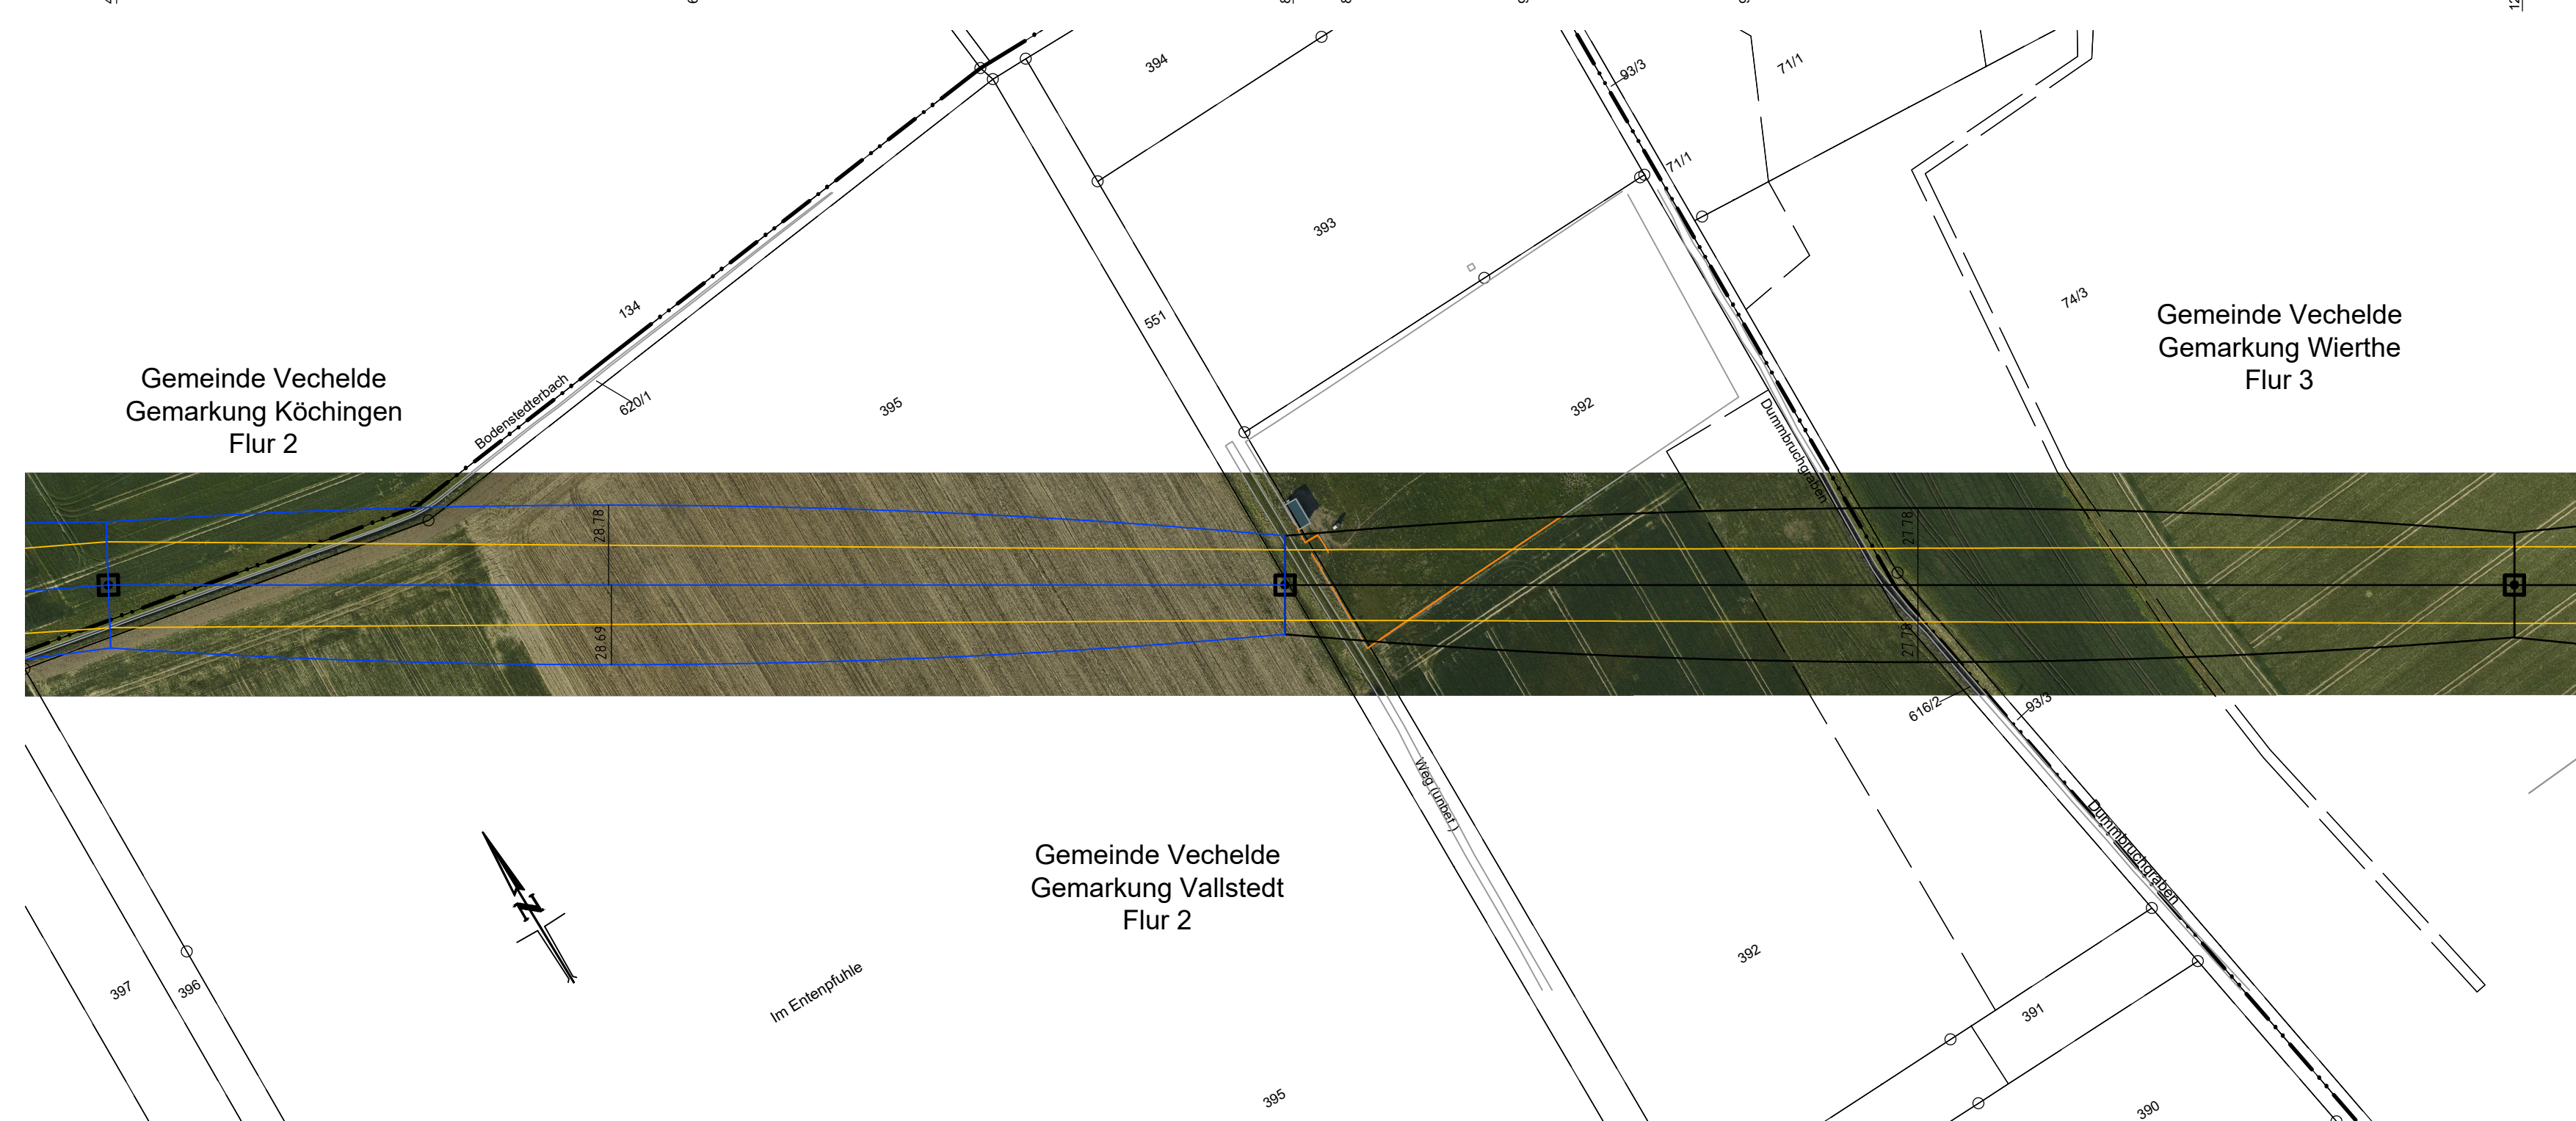 394
93/3
71/1
71/1
393
134
551
74/3
Gemeinde Vechelde
Gemarkung Wierthe
Flur 3
Gemeinde Vechelde
Gemarkung Köchingen
Flur 2
Bodenstedterbach
620/1
395
392
Dummbruchgraben
28.78
27.78
28.69
27.78
616/2
93/3
Weg (unbef.)
Dummbruchgraben
Gemeinde Vechelde
Gemarkung Vallstedt
Flur 2
N
397
396
Im Entenpfuhle
392
391
395
390